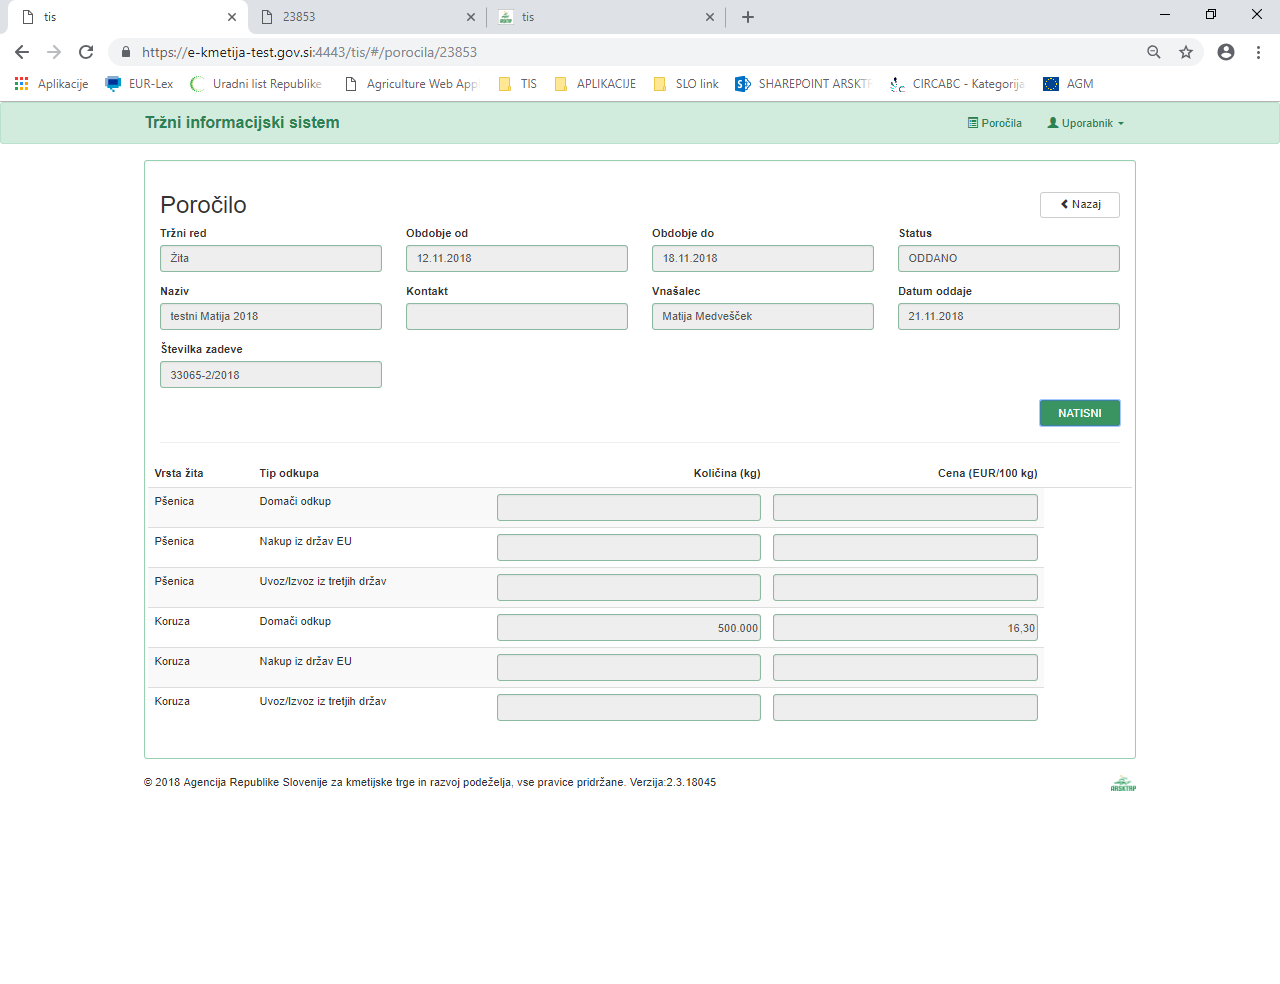 tis
23853
tis
https://e-kmetija-test.gov.si:4443/tis/#/porocila/23853
Aplikacije EUR-Lex Uradni list Republike Agriculture Web App TIS APLIKACIJE SLO link SHAREPOINT ARSKTR CIRCABC - Kategorija AGM
Tržni informacijski sistem Poročila Uporabnik
Poročilo Nazaj
Tržni red Obdobje od Obdobje do Status
Žita 12.11.2018 18.11.2018 ODDANO
Naziv Kontakt Vnašalec Datum oddaje
testni Matija 2018 Matija Medvešček 21.11.2018
Številka zadeve
33065-2/2018
NATISNI
Vrsta žita Tip odkupa Količina (kg) Cena (EUR/100 kg)
Pšenica Domači odkup
Pšenica Nakup iz držav EU
Pšenica Uvoz/Izvoz iz tretjih držav
Koruza Domači odkup 500.000 16,30
Koruza Nakup iz držav EU
Koruza Uvoz/Izvoz iz tretjih držav
© 2018 Agencija Republike Slovenije za kmetijske trge in razvoj podeželja, vse pravice pridržane. Verzija:2.3.18045
ARSKTRP